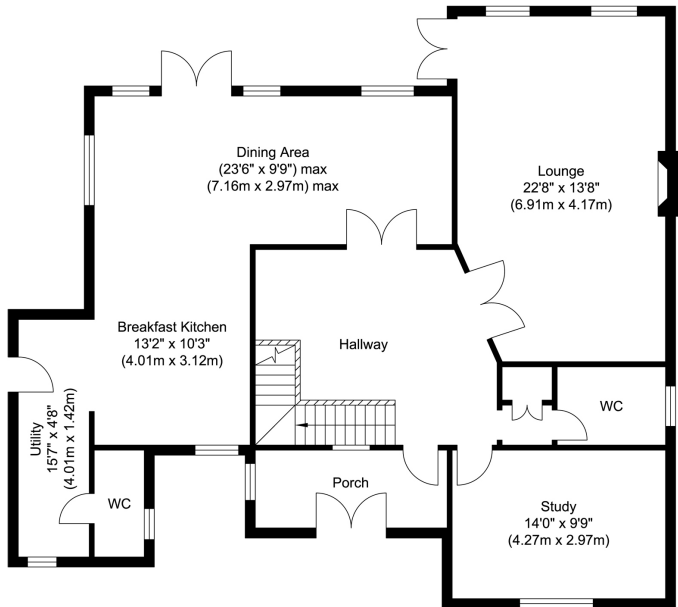 Dining Area
(23'6" x 9'9") max
(7.16m x 2.97m) max
Lounge
22'8" x 13'8"
(6.91m x 4.17m)
Breakfast Kitchen
13'2" x 10'3"
(4.01m x 3.12m)
Hallway
Utility
15'7" x 4'8"
(4.01m x 1.42m)
WC
WC
Porch
Study
14'0" x 9'9"
(4.27m x 2.97m)